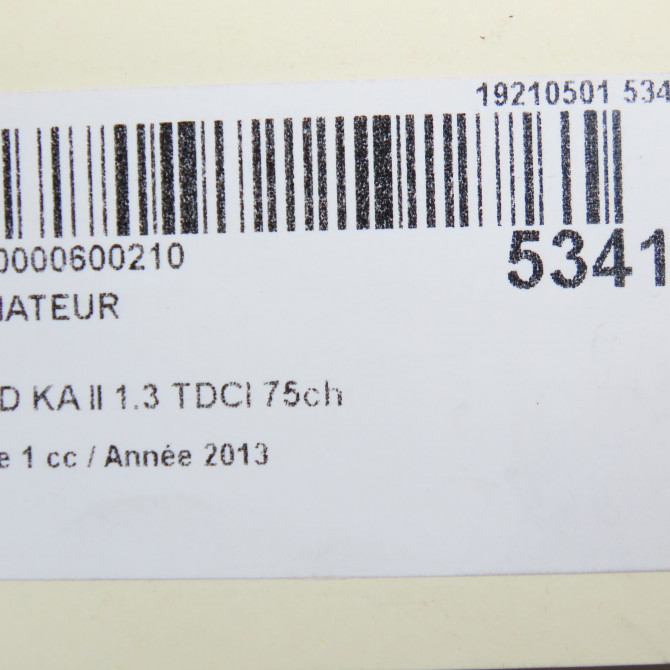 19210501 534
0000600210
5341
IATEUR
D KA II 1.3 TDCI 75ch
e 1 cc / Année 2013